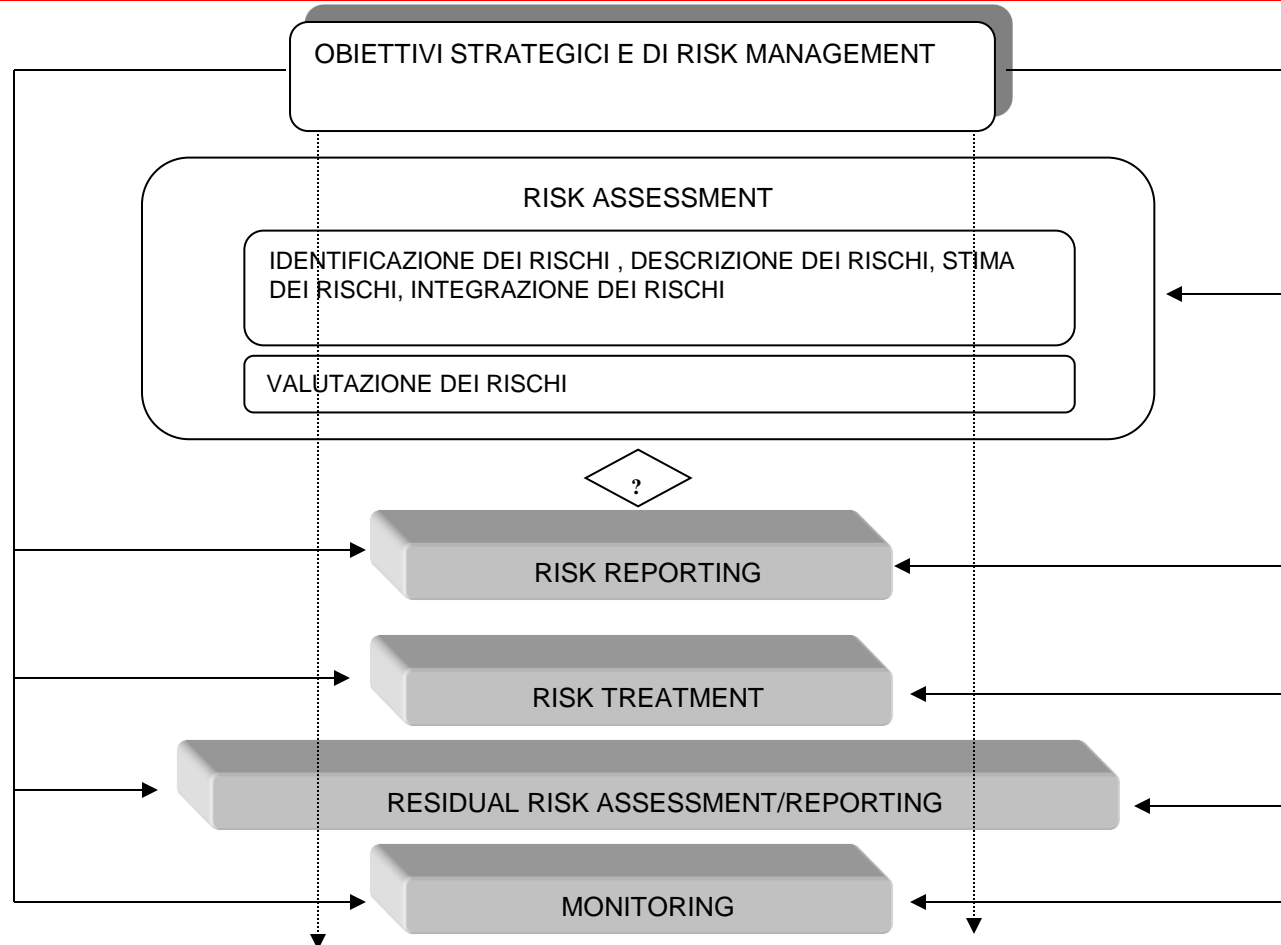 OBIETTIVI STRATEGICI E DI RISK MANAGEMENT
RISK ASSESSMENT
IDENTIFICAZIONE DEI RISCHI , DESCRIZIONE DEI RISCHI, STIMA
DEI RISCHI, INTEGRAZIONE DEI RISCHI
VALUTAZIONE DEI RISCHI
?
RISK REPORTING
RISK TREATMENT
RESIDUAL RISK ASSESSMENT/REPORTING
MONITORING